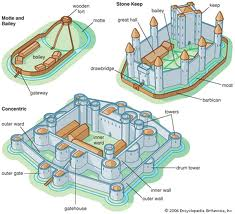 Motte and
Bailey
wooden
fort
motte
bailey
gateway
Stone Keep
bailey
keep
great hall
drawbridge
moat
barbican
Concentric
towers
outer ward
inner
ward
outer gate
drum tower
inner wall
outer wall
gatehouse
© 2006 Encyclopædia Britannica, Inc.